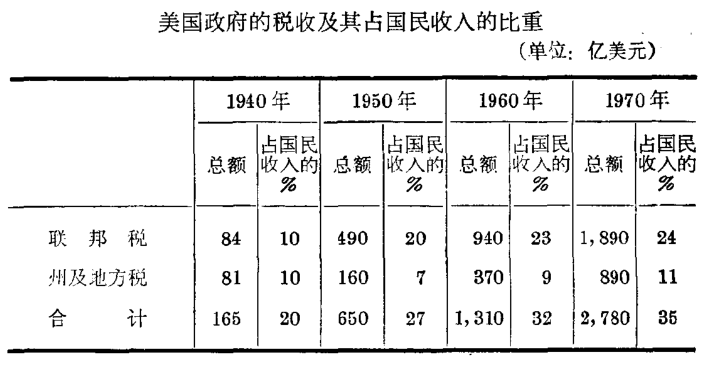 美国政府的税收及其占国民收入的比重
（单位：亿美元）
1940年 1950年 1960年 1970年
总额 占国民收入的% 总额 占国民收入的% 总额 占国民收入的% 总额 占国民收入的%
联邦税 84 10 490 20 940 23 1,890 24
州及地方税 81 10 160 7 370 9 890 11
合计 165 20 650 27 1,310 32 2,780 35